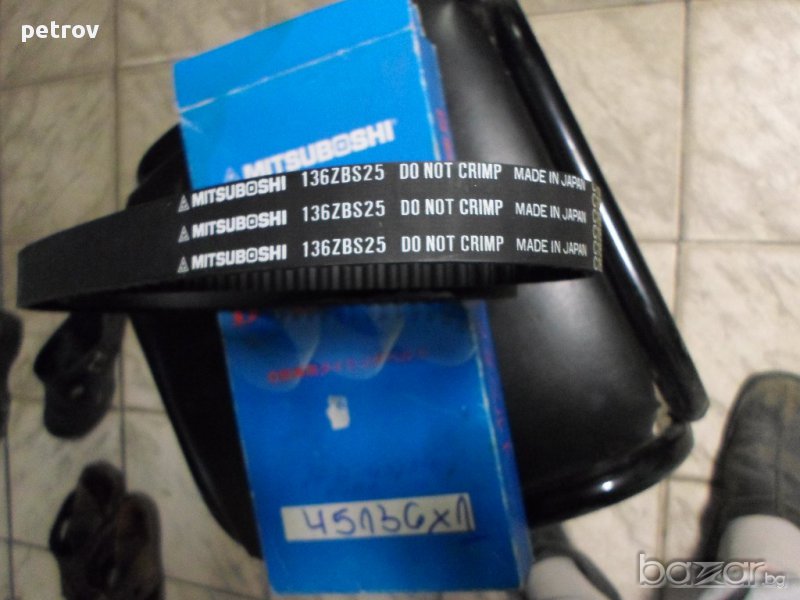 petrov
MITSUBOSHI
MITSUBOSHI 136ZBS25 DO NOT CRIMP MADE IN JAPAN
MITSUBOSHI 136ZBS25 DO NOT CRIMP MADE IN JAPAN
MITSUBOSHI 136ZBS25 DO NOT CRIMP MADE IN JAPAN
45136x1
bazar.bg